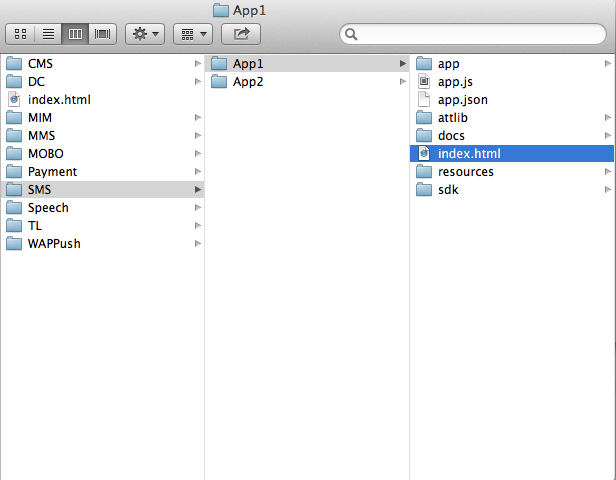 App1
CMS
DC
index.html
MIM
MMS
MOBO
Payment
SMS
Speech
TL
WAPPush
App1
App2
app
app.js
app.json
attlib
docs
index.html
resources
sdk